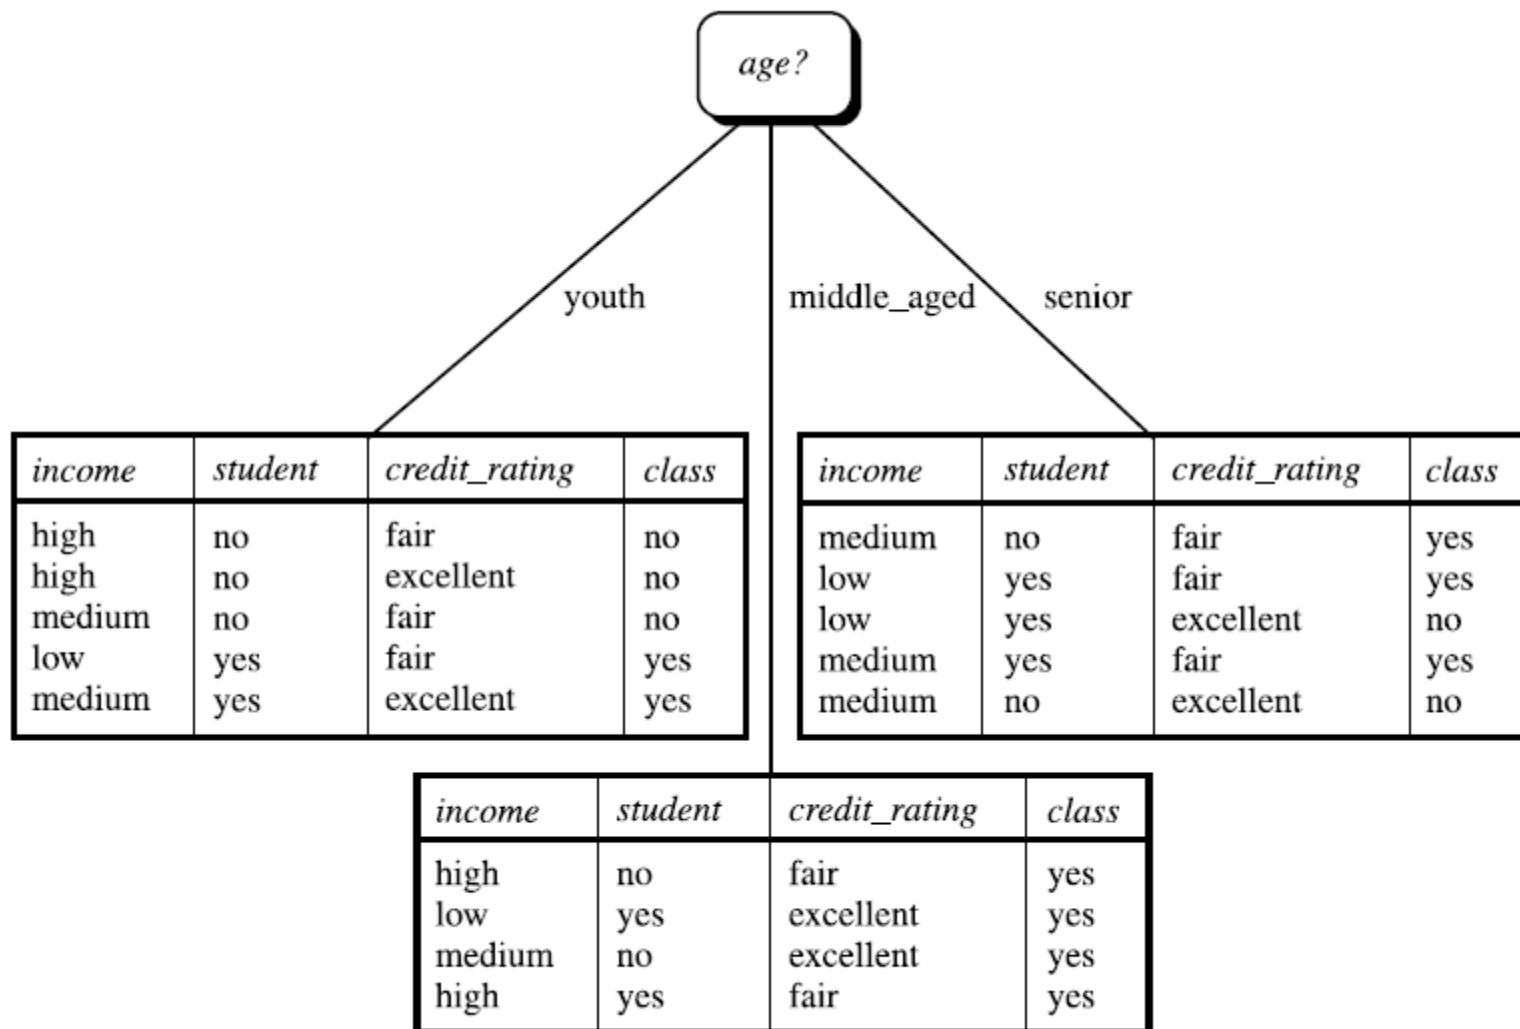 age?
youth middle_aged senior
income student credit_rating class
high no fair no
high no excellent no
medium no fair no
low yes fair yes
medium yes excellent yes
income student credit_rating class
medium no fair yes
low yes fair yes
low yes excellent no
medium yes fair yes
medium no excellent no
income student credit_rating class
high no fair yes
low yes excellent yes
medium no excellent yes
high yes fair yes